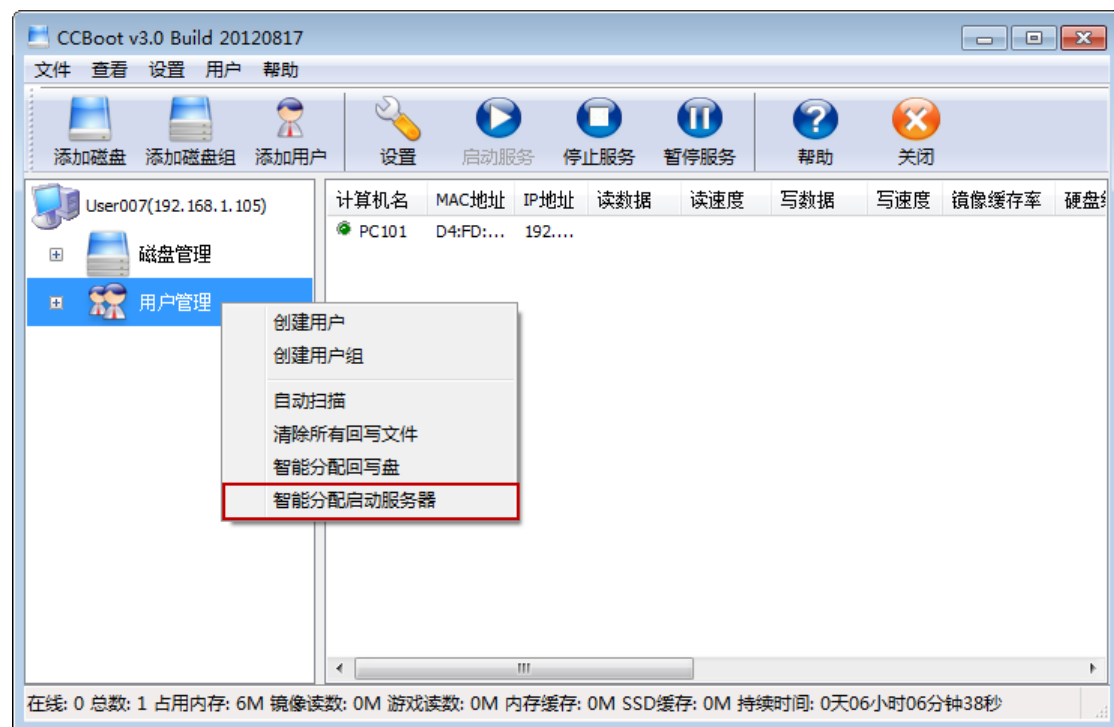 CCBoot v3.0 Build 20120817
文件 查看 设置 用户 帮助
添加磁盘 添加磁盘组 添加用户 设置 启动服务 停止服务 暂停服务 帮助 关闭
User007(192.168.1.105)
磁盘管理
用户管理
计算机名 MAC地址 IP地址 读数据 读速度 写数据 写速度 镜像缓存率 硬盘
PC101 D4:FD:... 192....
创建用户
创建用户组
自动扫描
清除所有回写文件
智能分配回写盘
智能分配启动服务器
在线: 0 总数: 1 占用内存: 6M 镜像读数: 0M 游戏读数: 0M 内存缓存: 0M SSD缓存: 0M 持续时间: 0天06小时06分钟38秒